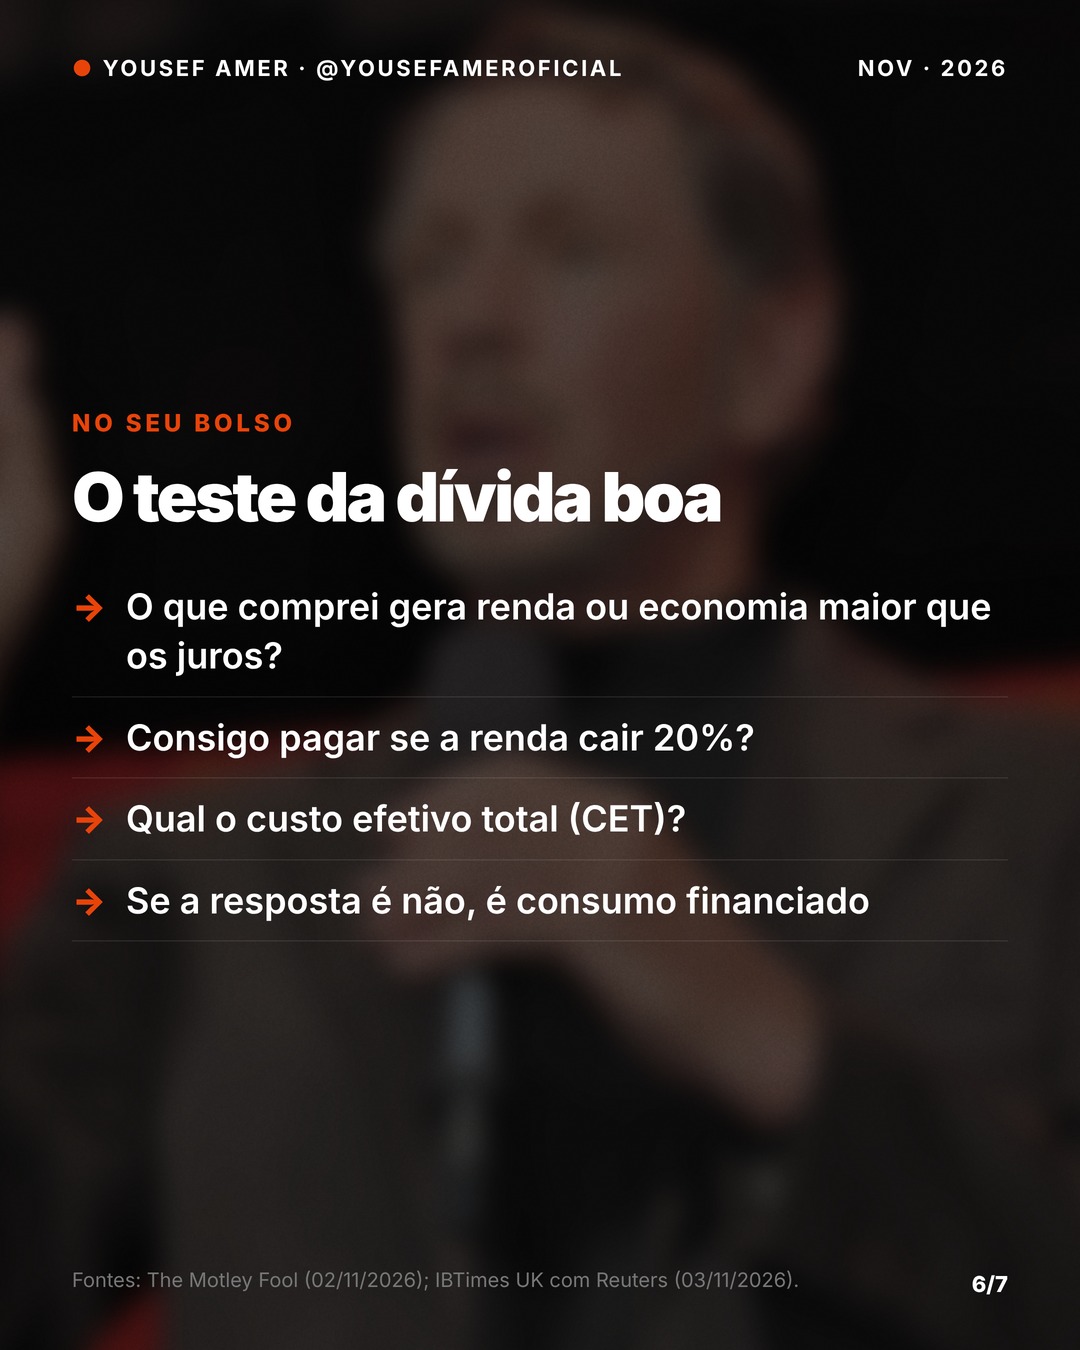 YOUSEF AMER · @YOUSEFAMEROFICIAL
NOV · 2026
NO SEU BOLSO
O teste da dívida boa
→ O que comprei gera renda ou economia maior que
os juros?
→ Consigo pagar se a renda cair 20%?
→ Qual o custo efetivo total (CET)?
→ Se a resposta é não, é consumo financiado
Fontes: The Motley Fool (02/11/2026); IBTimes UK com Reuters (03/11/2026).
6/7